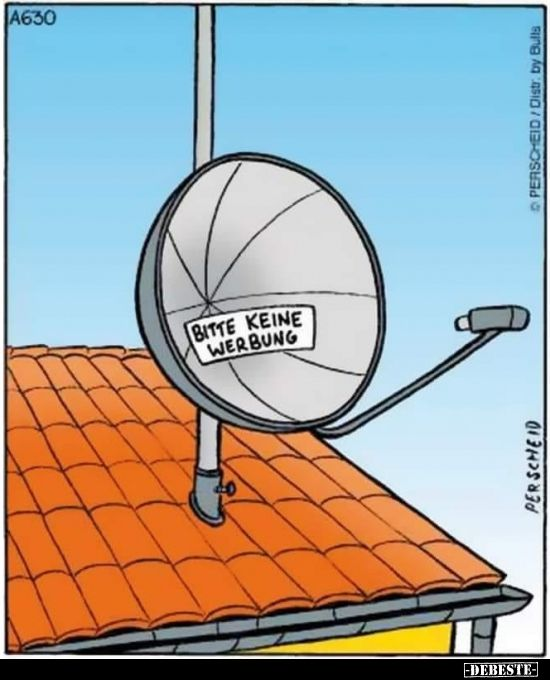 A630
© PERSCHEID / Distr. by Bulls
BITTE KEINE
WERBUNG
PERSCHEID
-DEBESTE-